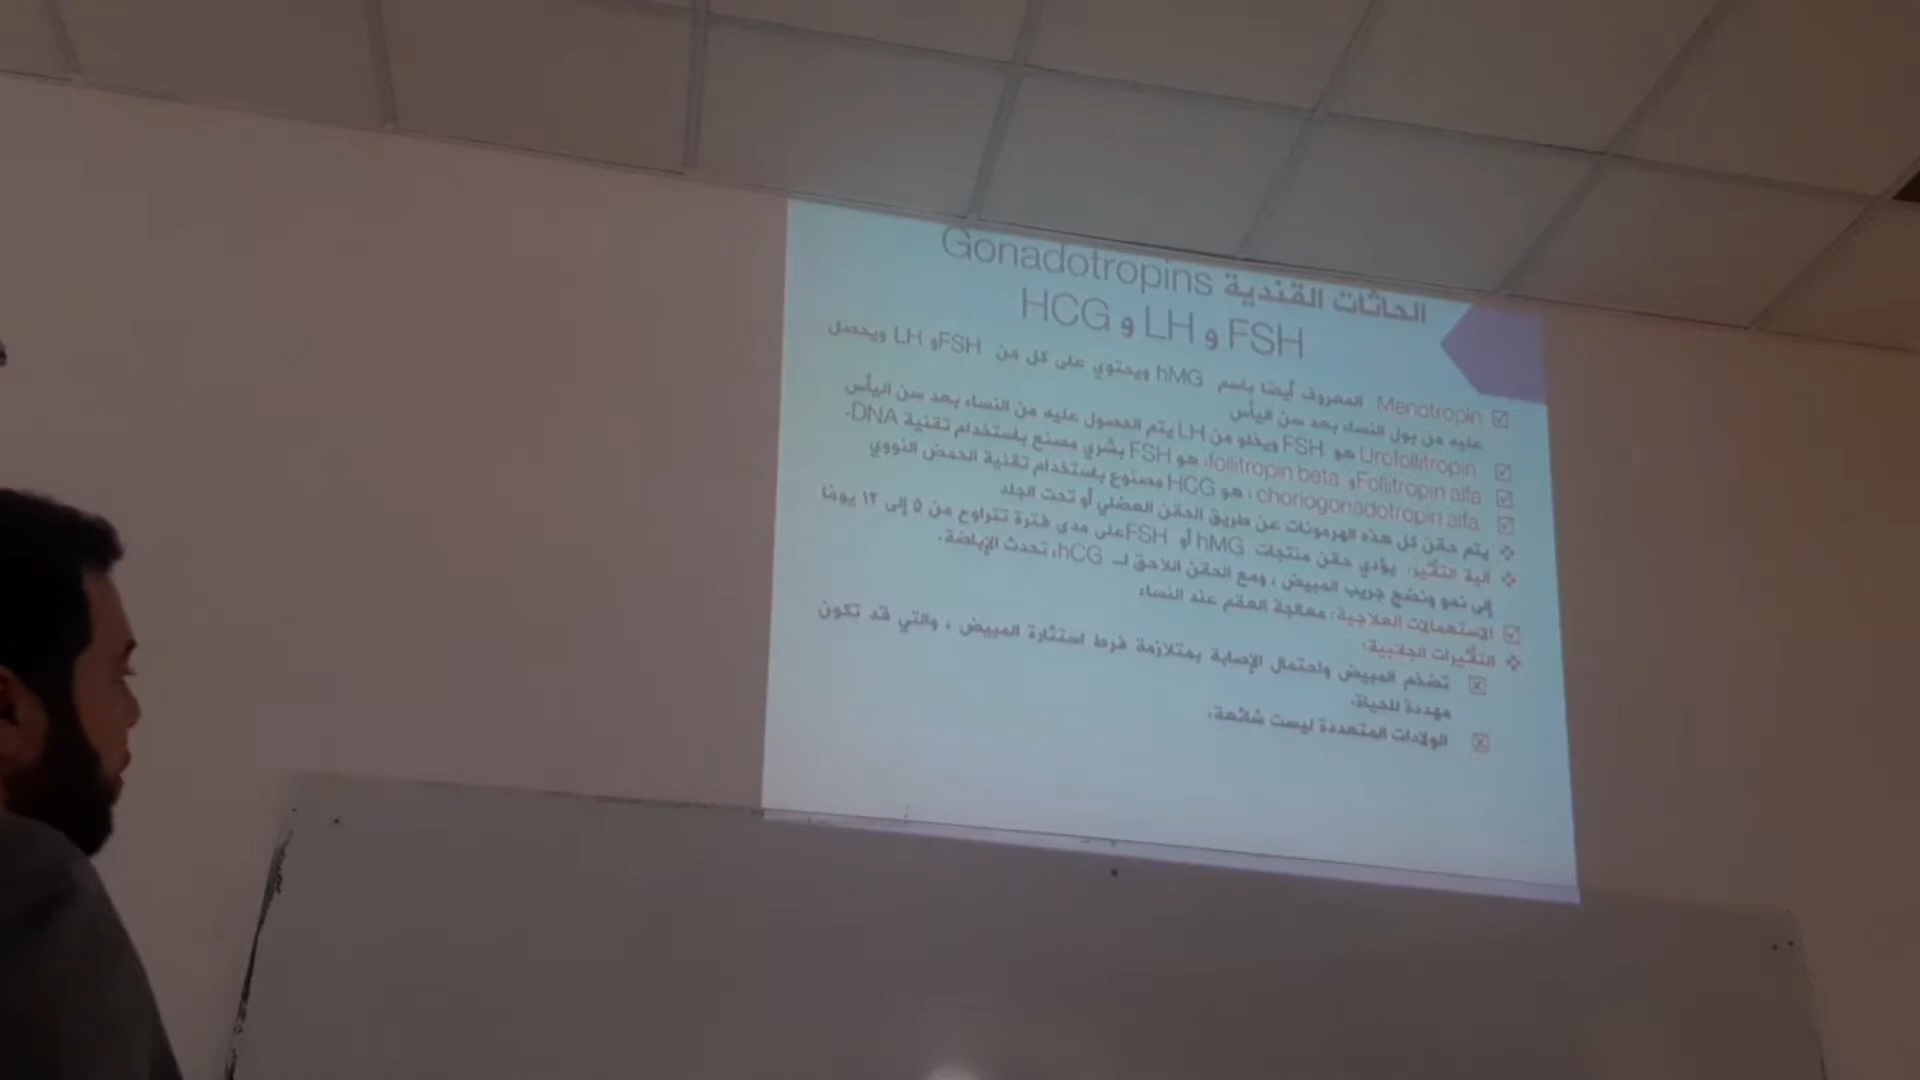 الحاثات القندية Gonadotropins
FSH و LH و HCG
Menotropin المعروف أيضا باسم hMG ويحتوي على كل من FSH و LH ويحصل
عليه من بول النساء بعد سن اليأس
Urofollitropin هو FSH ويخلو من LH يتم الحصول عليه من النساء بعد سن اليأس
Follitropin alfa و follitropin beta، هو FSH بشري مصنع باستخدام تقنية DNA.
choriogonadotropin alfa : هو HCG مصنوع باستخدام تقنية الحمض النووي
يتم حقن كل هذه الهرمونات عن طريق الحقن العضلي أو تحت الجلد
آلية التأثير: يؤدي حقن منتجات hMG أو FSH على مدى فترة تتراوح من ٥ إلى ١٢ يومًا
إلى نمو ونضج جريب المبيض ، ومع الحقن اللاحق لـ hCG، تحدث الإباضة.
الاستعمالات العلاجية: معالجة العقم عند النساء
التأثيرات الجانبية:
تضخم المبيض واحتمال الإصابة بمتلازمة فرط استثارة المبيض ، والتي قد تكون
مهددة للحياة.
الولادات المتعددة ليست شائعة.